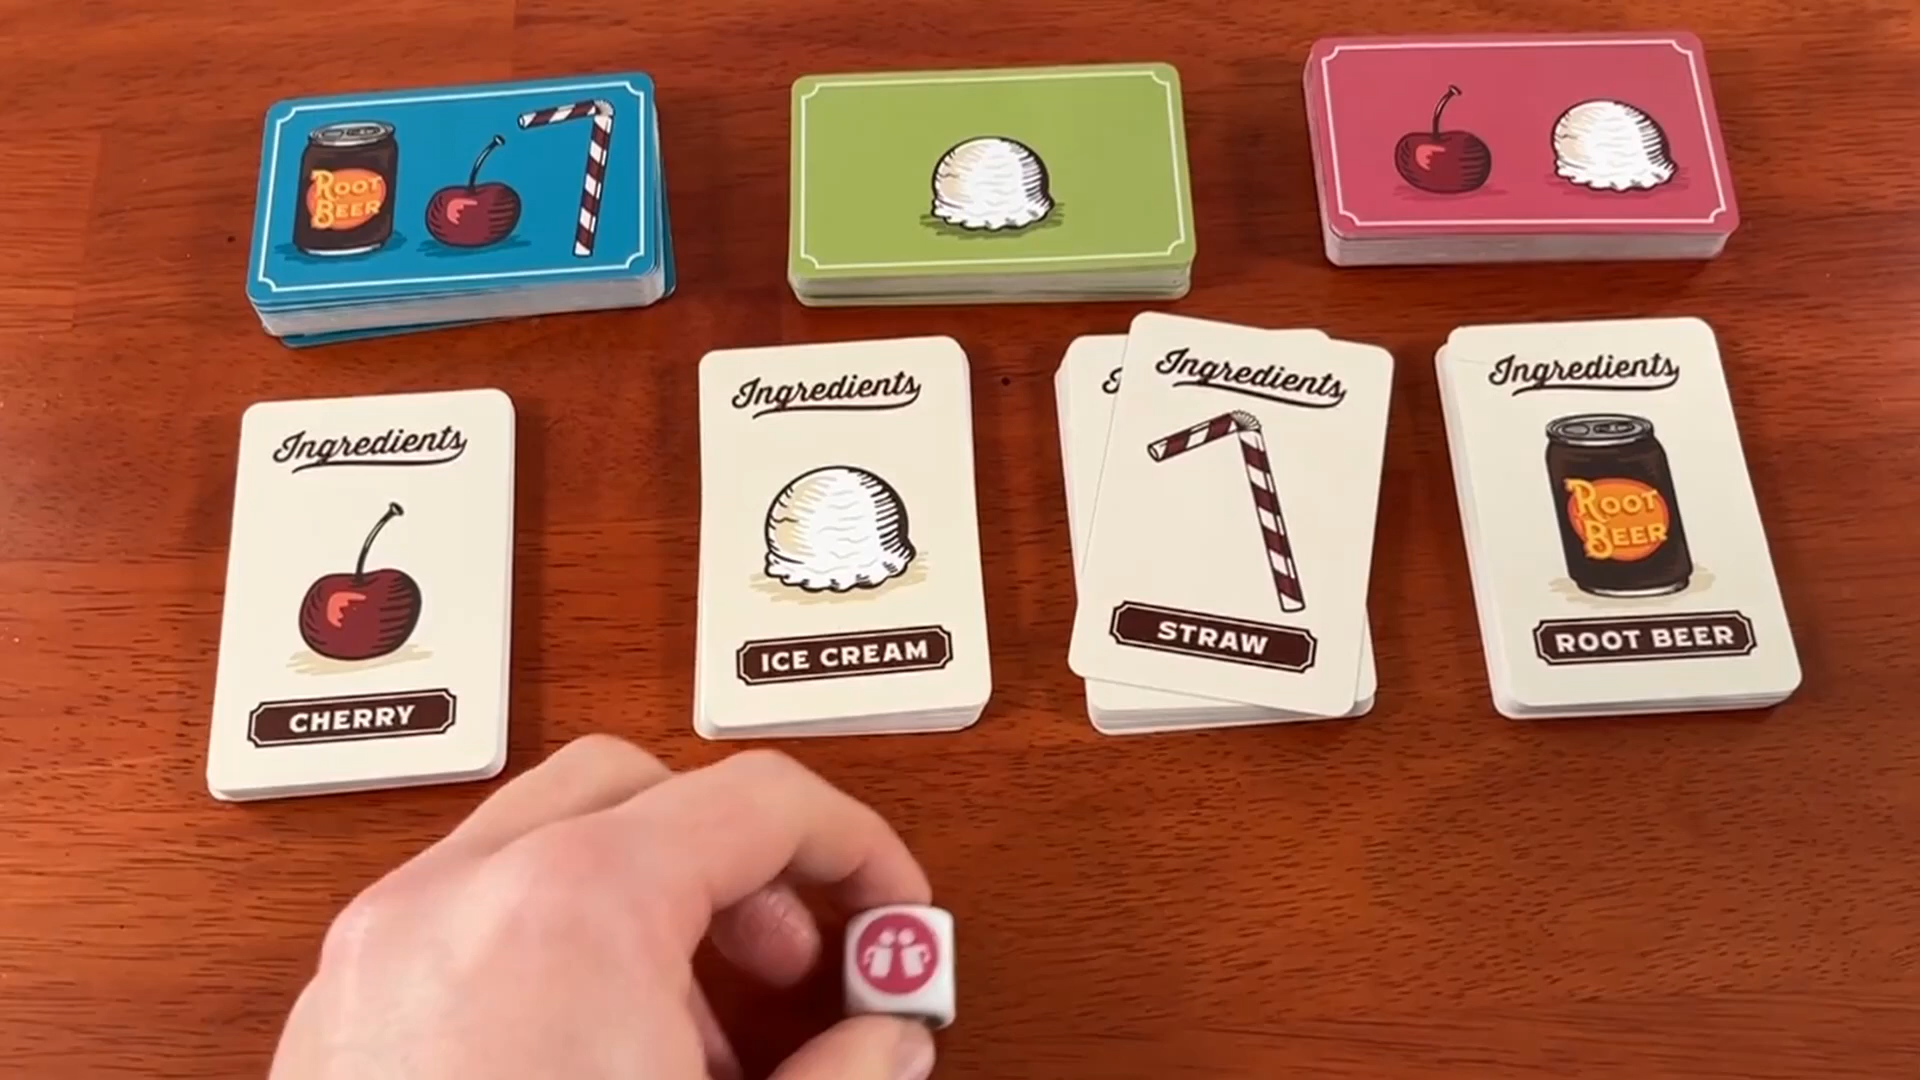 ROOT
BEER
Ingredients
CHERRY
Ingredients
ICE CREAM
Ingredients
STRAW
Ingredients
ROOT
BEER
ROOT BEER